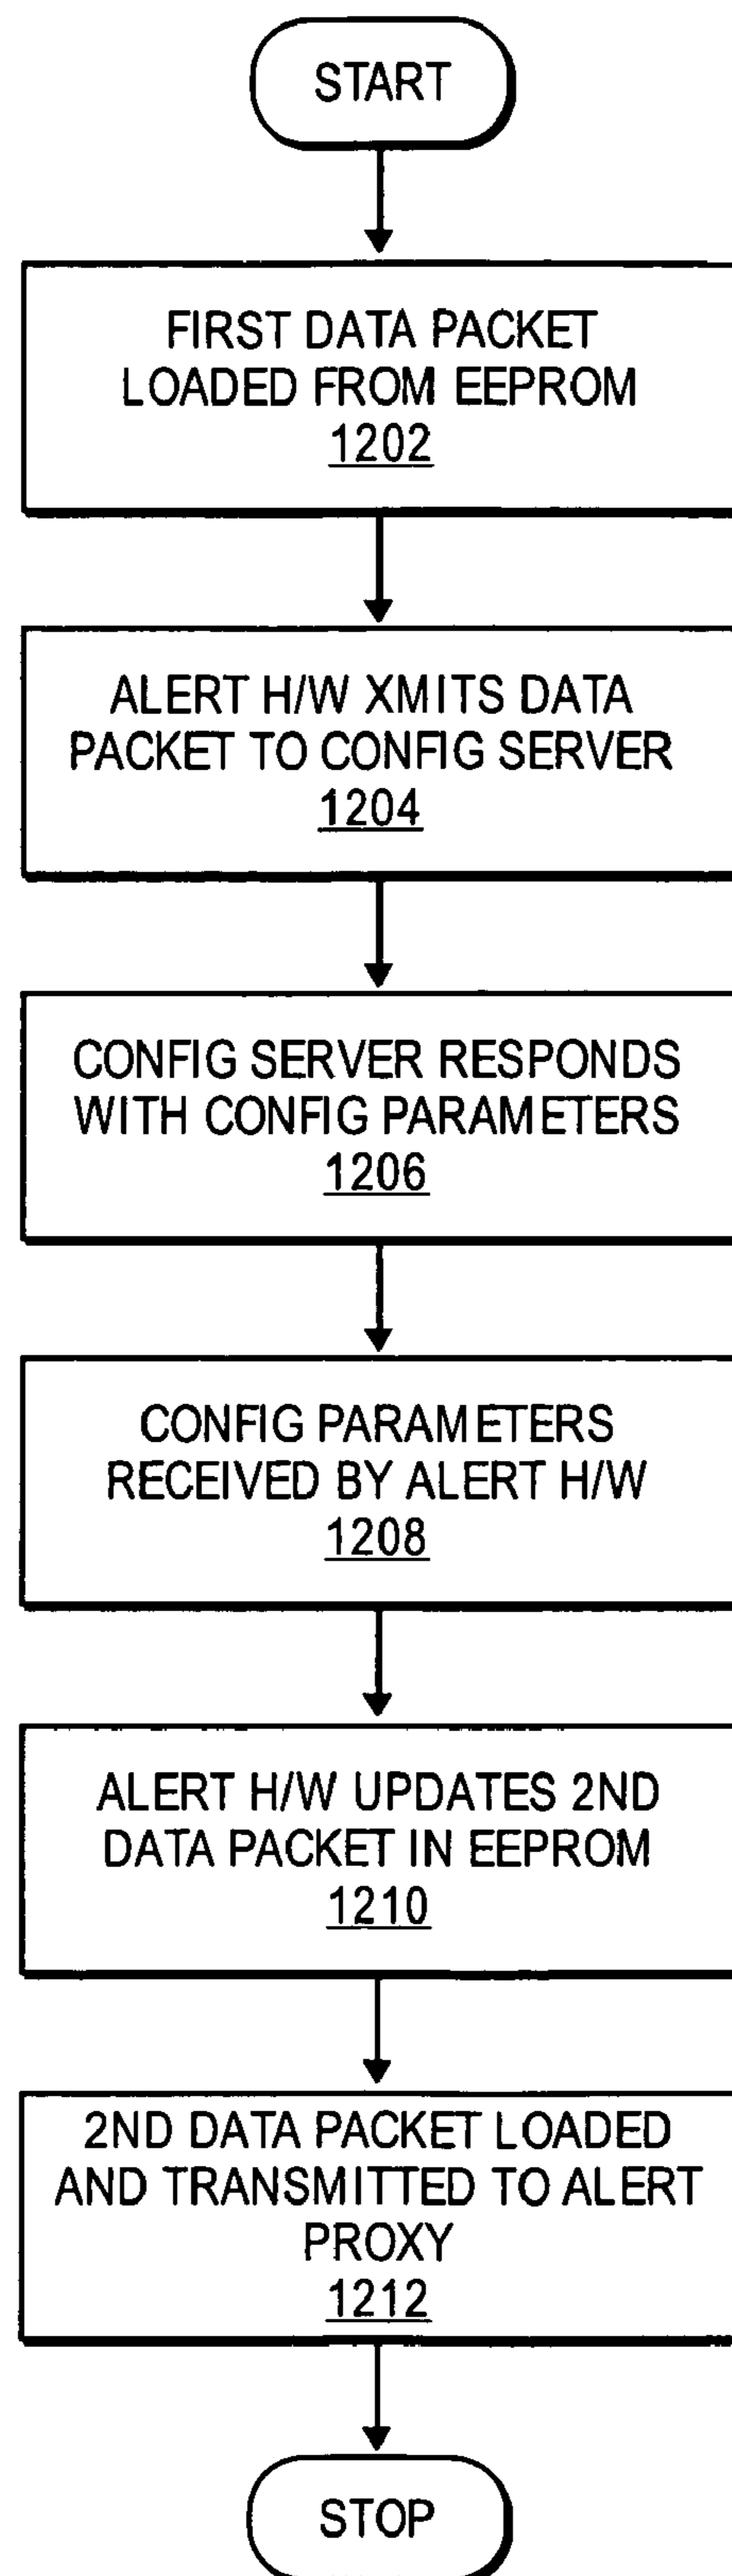 START
FIRST DATA PACKET
LOADED FROM EEPROM
1202
ALERT H/W XMITS DATA
PACKET TO CONFIG SERVER
1204
CONFIG SERVER RESPONDS
WITH CONFIG PARAMETERS
1206
CONFIG PARAMETERS
RECEIVED BY ALERT H/W
1208
ALERT H/W UPDATES 2ND
DATA PACKET IN EEPROM
1210
2ND DATA PACKET LOADED
AND TRANSMITTED TO ALERT
PROXY
1212
STOP